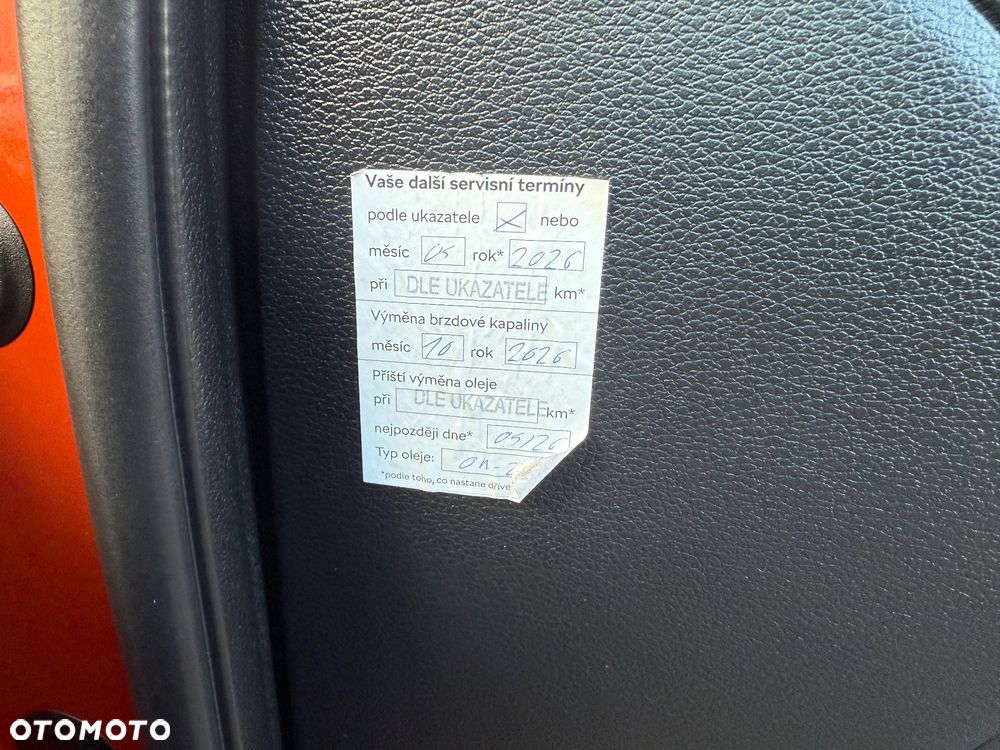 Vaše další servisní termíny
podle ukazatele nebo
měsíc 05 rok* 2026
při DLE UKAZATELE km*
Výměna brzdové kapaliny
měsíc 10 rok 2026
Příští výměna oleje
při DLE UKAZATELE km*
nejpozději dne* 05/26
Typ oleje:
*podle toho, co nastane dříve
OTOMOTO